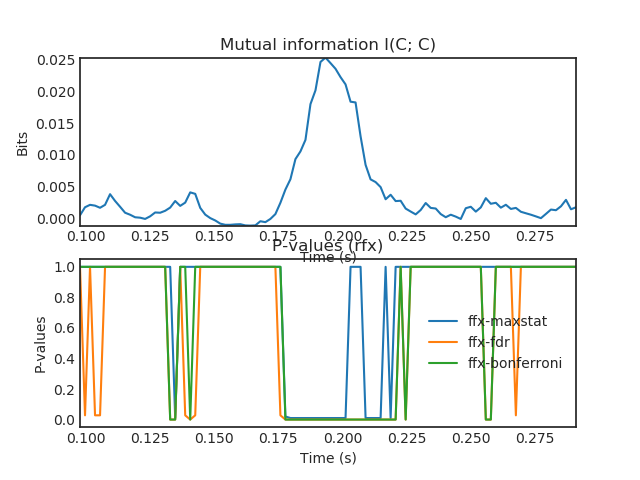 Mutual information I(C; C)
Bits
0.025
0.020
0.015
0.010
0.005
0.000
0.100 0.125 0.150 0.175 0.200 0.225 0.250 0.275
Time (s)
P-values (rfx)
P-values
1.0
0.8
0.6
0.4
0.2
0.0
ffx-maxstat
ffx-fdr
ffx-bonferroni
0.100 0.125 0.150 0.175 0.200 0.225 0.250 0.275
Time (s)